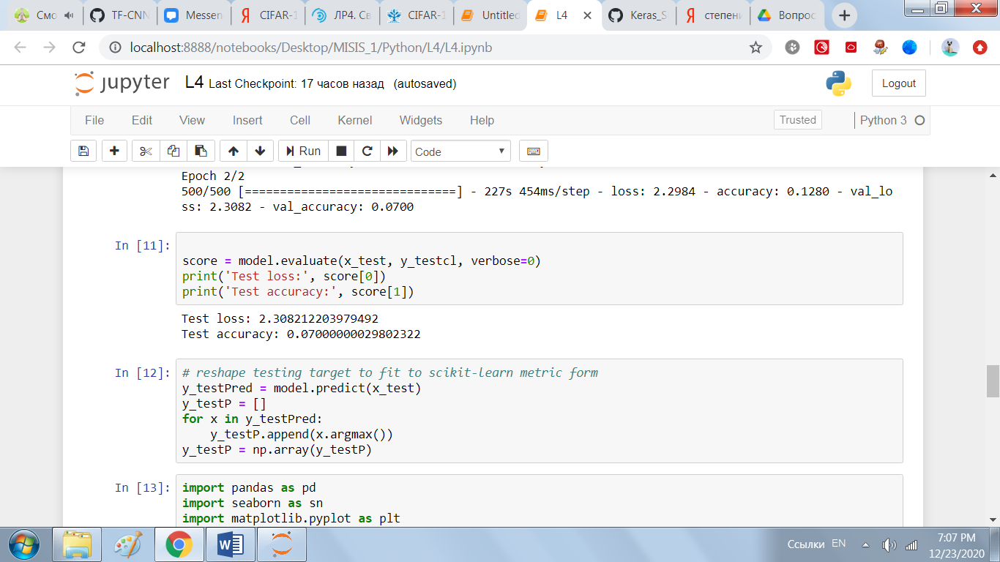 Смо
TF-CNN
Messen
CIFAR-1
ЛР4. Св
CIFAR-1
Untitled
L4
Keras_S
степени
Вопрос
localhost:8888/notebooks/Desktop/MISIS_1/Python/L4/L4.ipynb
jupyter L4 Last Checkpoint: 17 часов назад (autosaved)
Logout
File Edit View Insert Cell Kernel Widgets Help
Trusted
Python 3
Run
Code
Epoch 2/2
500/500 [==============================] - 227s 454ms/step - loss: 2.2984 - accuracy: 0.1280 - val_lo
ss: 2.3082 - val_accuracy: 0.0700
In [11]:
score = model.evaluate(x_test, y_testcl, verbose=0)
print('Test loss:', score[0])
print('Test accuracy:', score[1])
Test loss: 2.308212203979492
Test accuracy: 0.07000000029802322
In [12]: # reshape testing target to fit to scikit-learn metric form
y_testPred = model.predict(x_test)
y_testP = []
for x in y_testPred:
    y_testP.append(x.argmax())
y_testP = np.array(y_testP)
In [13]: import pandas as pd
import seaborn as sn
import matplotlib.pyplot as plt
Ссылки EN
7:07 PM
12/23/2020